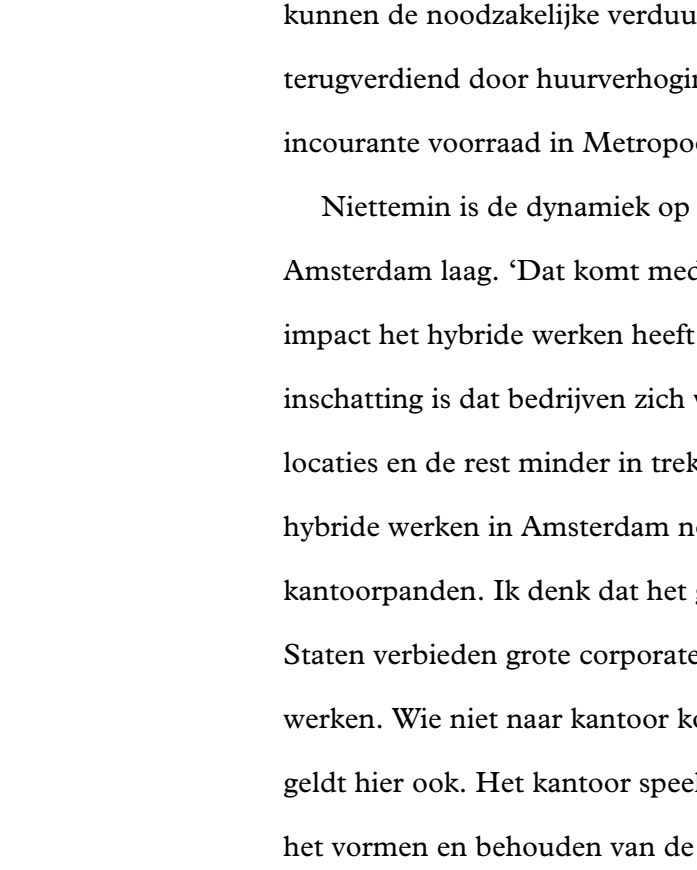 kunnen de noodzakelijke verduu
terugverdiend door huurverhogin
incourante voorraad in Metropo
Niettemin is de dynamiek op
Amsterdam laag. ‘Dat komt med
impact het hybride werken heeft
inschatting is dat bedrijven zich
locaties en de rest minder in trek
hybride werken in Amsterdam n
kantoorpanden. Ik denk dat het
Staten verbieden grote corporate
werken. Wie niet naar kantoor k
geldt hier ook. Het kantoor speel
het vormen en behouden van de